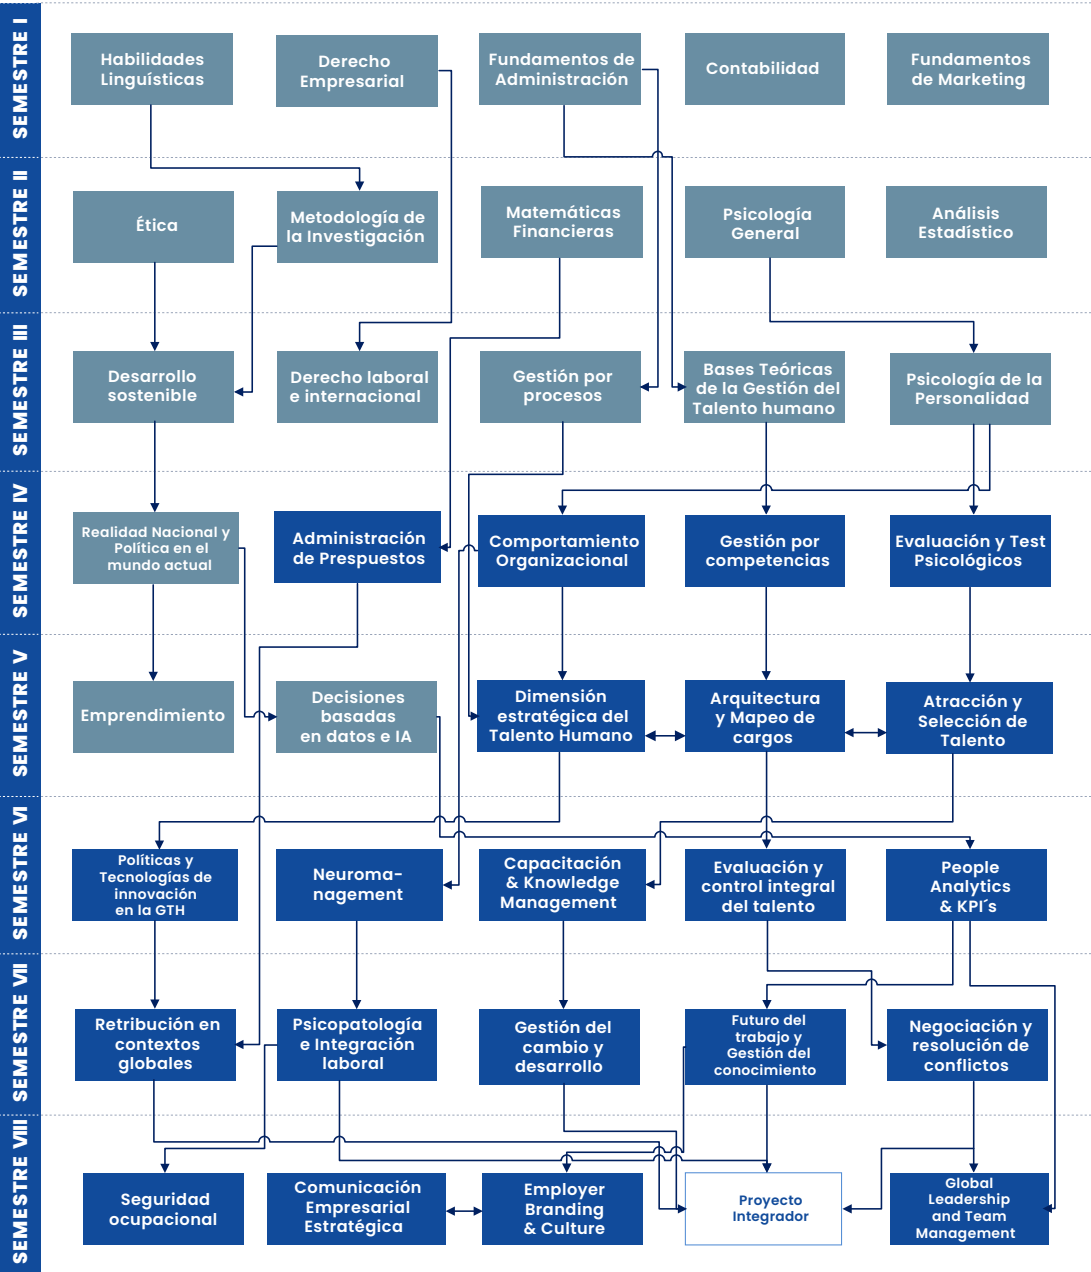 SEMESTRE I
Habilidades
Lingüísticas
Derecho
Empresarial
Fundamentos de
Administración
Contabilidad
Fundamentos
de Marketing
SEMESTRE II
Ética
Metodología de
la Investigación
Matemáticas
Financieras
Psicología
General
Análisis
Estadístico
SEMESTRE III
Desarrollo
sostenible
Derecho laboral
e internacional
Gestión por
procesos
Bases Teóricas
de la Gestión del
Talento humano
Psicología de la
Personalidad
SEMESTRE IV
Realidad Nacional y
Política en el
mundo actual
Administración
de Prespuestos
Comportamiento
Organizacional
Gestión por
competencias
Evaluación y Test
Psicológicos
SEMESTRE V
Emprendimiento
Decisiones
basadas
en datos e IA
Dimensión
estratégica del
Talento Humano
Arquitectura
y Mapeo de
cargos
Atracción y
Selección de
Talento
SEMESTRE VI
Políticas y
Tecnologías de
innovación
en la GTH
Neuroma-
nagement
Capacitación
& Knowledge
Management
Evaluación y
control integral
del talento
People
Analytics
& KPI´s
SEMESTRE VII
Retribución en
contextos
globales
Psicopatología
e Integración
laboral
Gestión del
cambio y
desarrollo
Futuro del
trabajo y
Gestión del
conocimiento
Negociación y
resolución de
conflictos
SEMESTRE VIII
Seguridad
ocupacional
Comunicación
Empresarial
Estratégica
Employer
Branding
& Culture
Proyecto
Integrador
Global
Leadership
and Team
Management